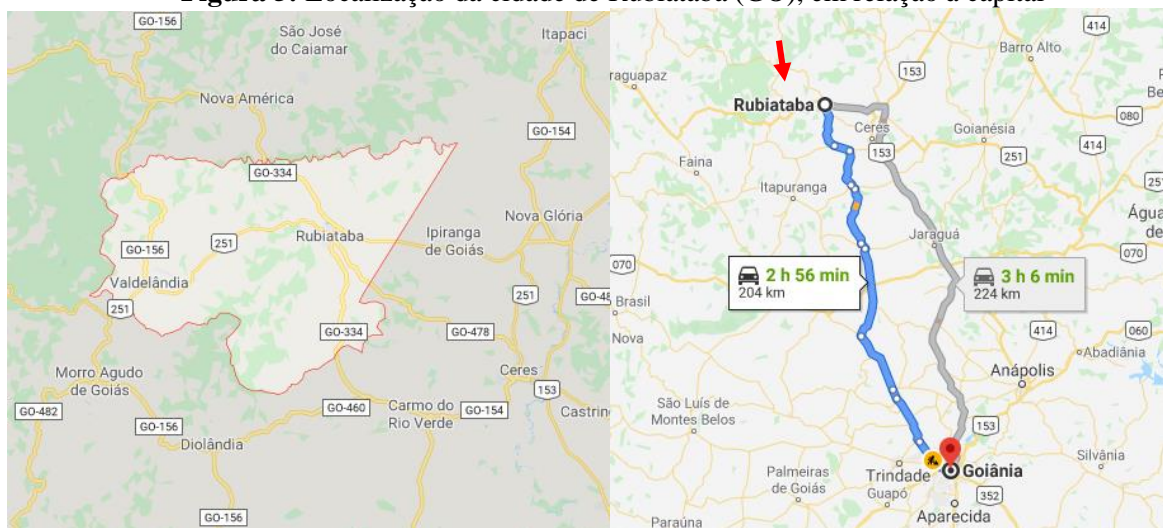 Localização da cidade de Rubiataba (GO), em relação à capital
São José
do Caiamar
Itapaci
Nova América
GO-154
GO-334
Nova Glória
GO-156
251
Rubiataba
Ipiranga
de Goiás
Valdelândia
251
251
GO-334
GO-478
Morro Agudo
de Goiás
Ceres
153
GO-482
GO-460
Carmo do
Rio Verde
GO-154
GO-156
Diolândia
GO-156
414
Barro Alto
153
raguapaz
Rubiataba
080
Ceres
Goianésia
153
251
414
Faina
Itapuranga
Jaraguá
070
070
2 h 56 min
204 km
3 h 6 min
224 km
Brasil
Nova
414
060
Abadiânia
Anápolis
São Luís de
Montes Belos
153
Silvânia
Palmeiras
de Goiás
Trindade
Goiânia
Guapó
352
Aparecida
Paraúna